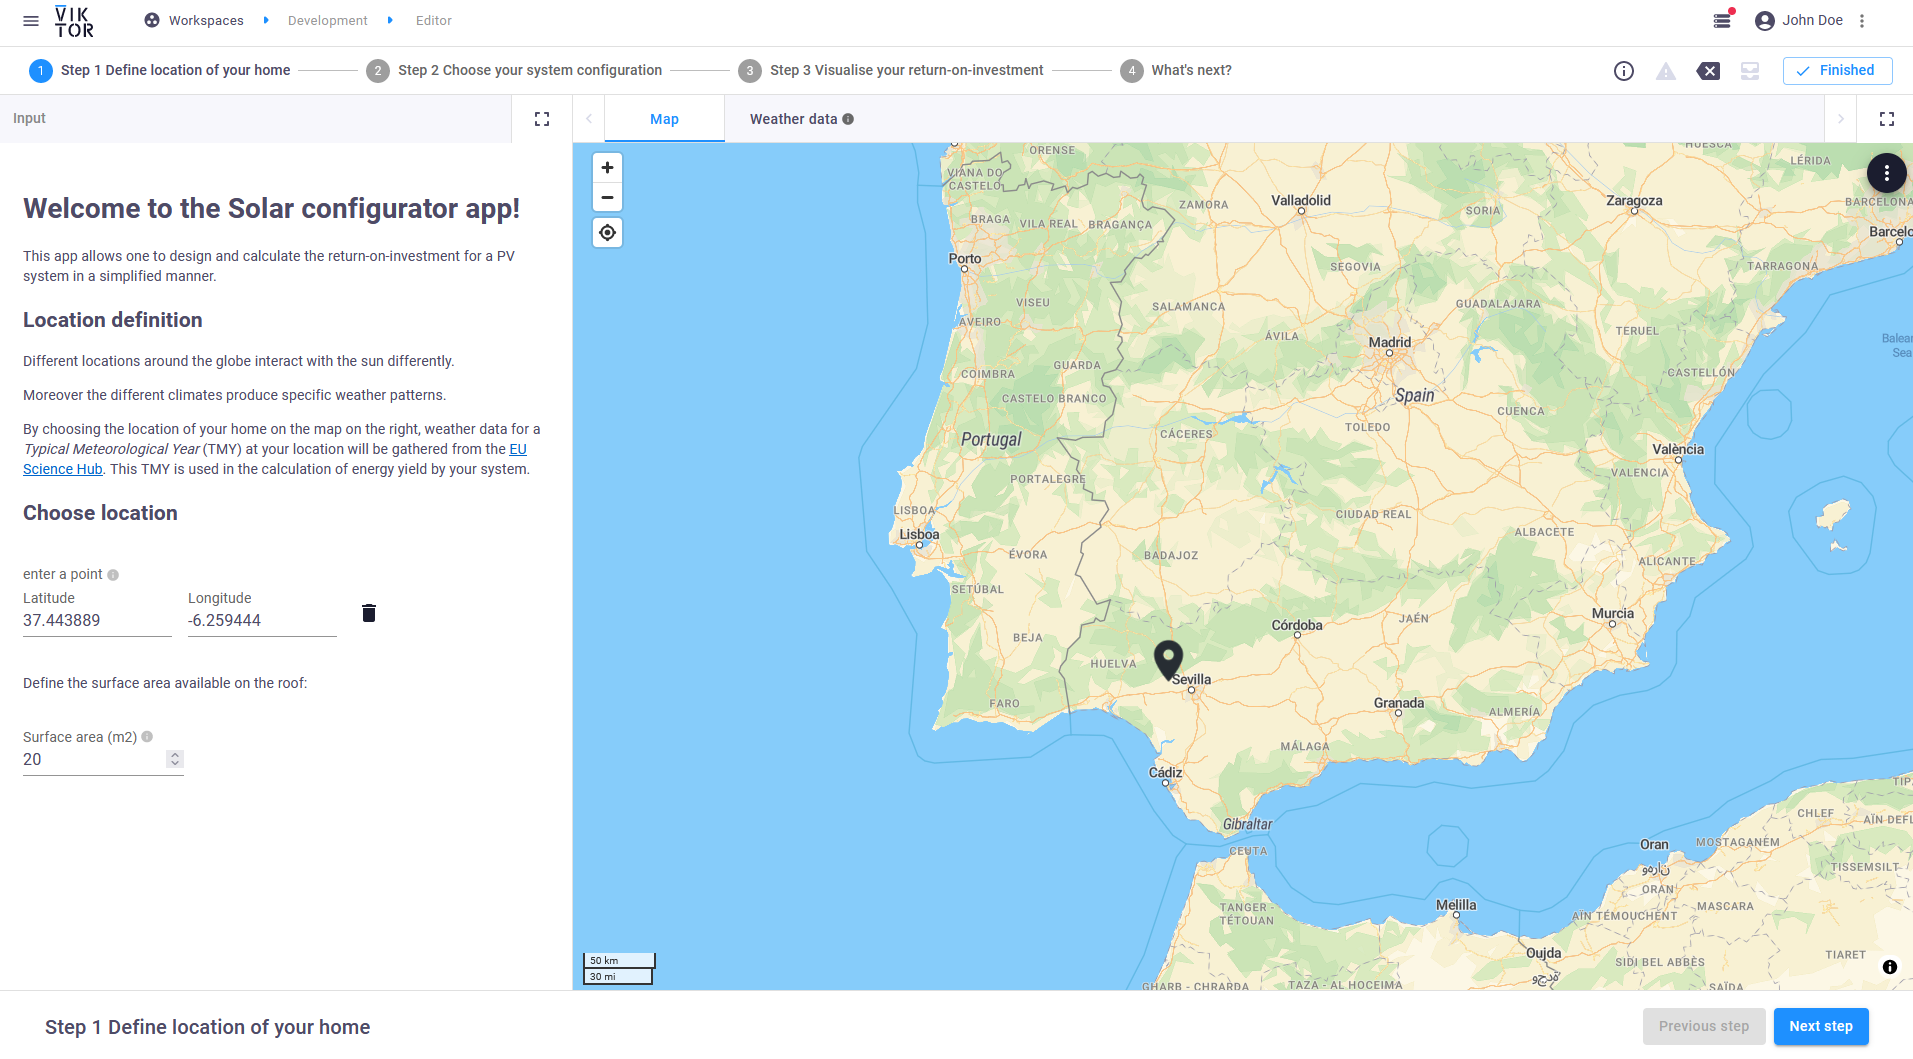 VIKTOR
Workspaces
Development
Editor
John Doe
1 Step 1 Define location of your home
2 Step 2 Choose your system configuration
3 Step 3 Visualise your return-on-investment
4 What's next?
Finished
Input
Map
Weather data
Welcome to the Solar configurator app!
This app allows one to design and calculate the return-on-investment for a PV
system in a simplified manner.
Location definition
Different locations around the globe interact with the sun differently.
Moreover the different climates produce specific weather patterns.
By choosing the location of your home on the map on the right, weather data for a
Typical Meteorological Year (TMY) at your location will be gathered from the EU
Science Hub. This TMY is used in the calculation of energy yield by your system.
Choose location
enter a point
Latitude
Longitude
37.443889
-6.259444
Define the surface area available on the roof:
Surface area (m2)
20
ORENSE
HUESCA
LÉRIDA
VIANA DO
CASTELO
Valladolid
Zaragoza
ZAMORA
SORIA
BARCELONA
BRAGA
VILA REAL
BRAGANÇA
Barcelo
Porto
SEGOVIA
TARRAGONA
VISEU
SALAMANCA
GUADALAJARA
AVEIRO
TERUEL
ÁVILA
Madrid
Balear
Sea
GUARDA
COIMBRA
CASTELLÓN
CASTELO BRANCO
Spain
CUENCA
TOLEDO
CÁCERES
Portugal
València
VALENCIA
PORTALEGRE
LISBOA
CIUDAD REAL
Lisboa
ALBACETE
ÉVORA
BADAJOZ
ALICANTE
SETÚBAL
Murcia
JAÉN
Córdoba
BEJA
HUELVA
Sevilla
FARO
Granada
ALMERÍA
MÁLAGA
Cádiz
TIP
CHLEF
AÏN DEFL
Gibraltar
CEUTA
Oran
وهران
MOSTAGANEM
TISSEMSILT
ORAN
Melilla
MASCARA
TANGER -
TÉTOUAN
AÏN TÉMOUCHENT
Oujda
وجدة
TIARET
SIDI BEL ABBÈS
50 km
30 mi
GHARB - CHRARDA
TAZA - AL HOCEIMA
SAÏDA
Step 1 Define location of your home
Previous step
Next step